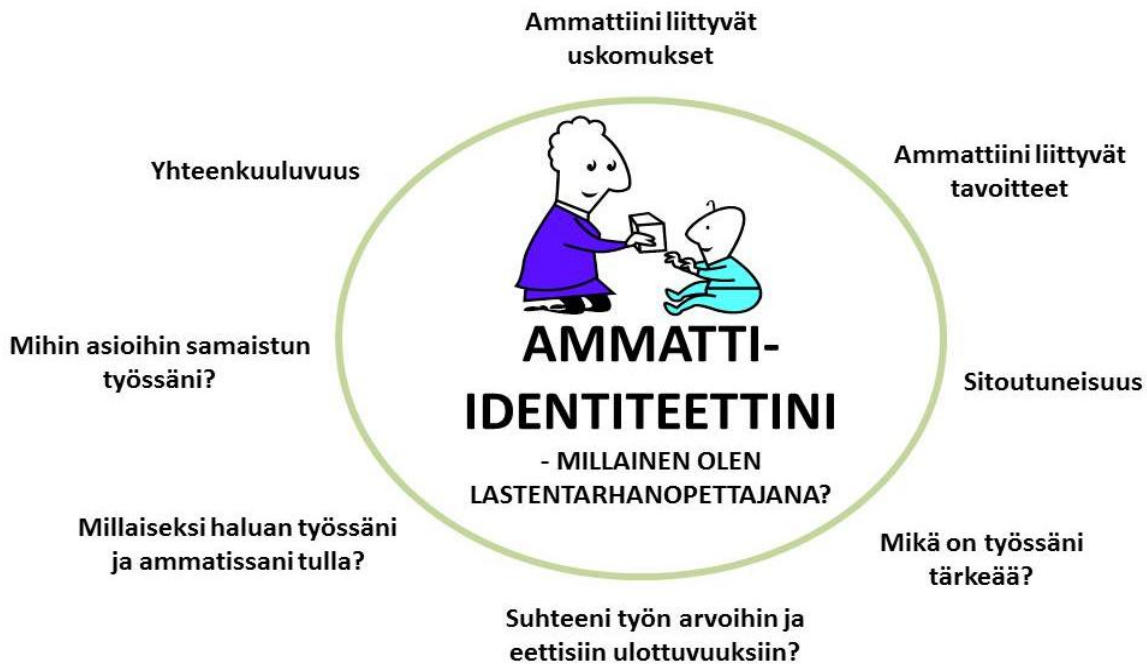 Ammattiini liittyvät
uskomukset
Ammattiini liittyvät
tavoitteet
Yhteenkuuluvuus
Mihin asioihin samaistun
työssäni?
Sitoutuneisuus
AMMATTI-
IDENTITEETTINI
- MILLAINEN OLEN
LASTENTARHANOPETTAJANA?
Millaiseksi haluan työssäni
ja ammatissani tulla?
Mikä on työssäni
tärkeää?
Suhteeni työn arvoihin ja
eettisiin ulottuvuuksiin?